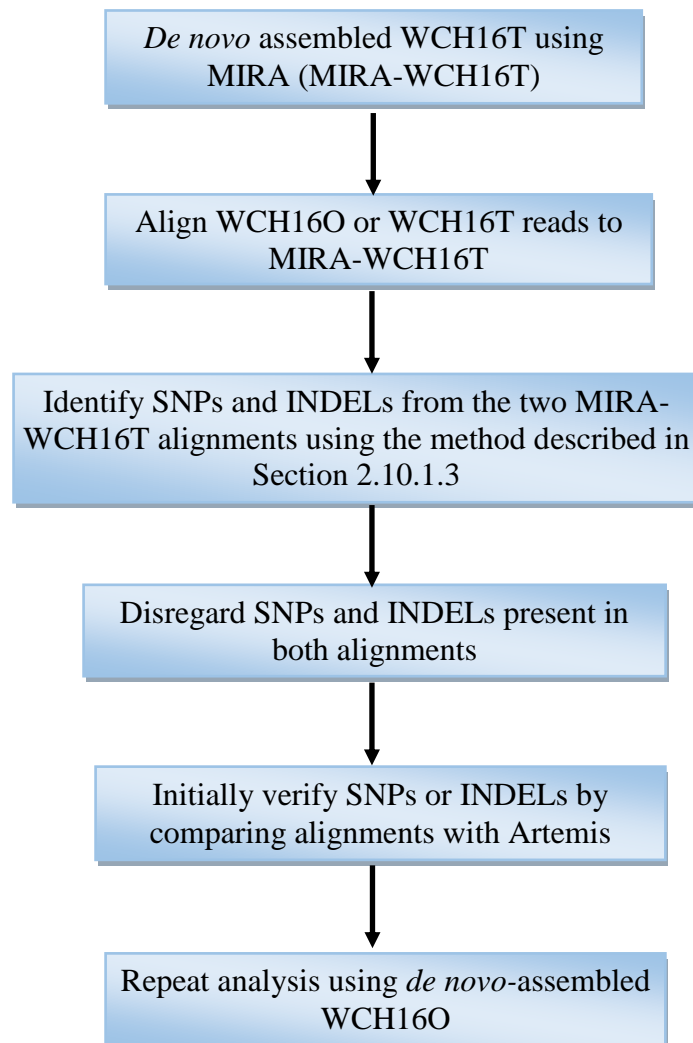 De novo assembled WCH16T using
MIRA (MIRA-WCH16T)
Align WCH16O or WCH16T reads to
MIRA-WCH16T
Identify SNPs and INDELs from the two MIRA-
WCH16T alignments using the method described in
Section 2.10.1.3
Disregard SNPs and INDELs present in
both alignments
Initially verify SNPs or INDELs by
comparing alignments with Artemis
Repeat analysis using de novo-assembled
WCH16O